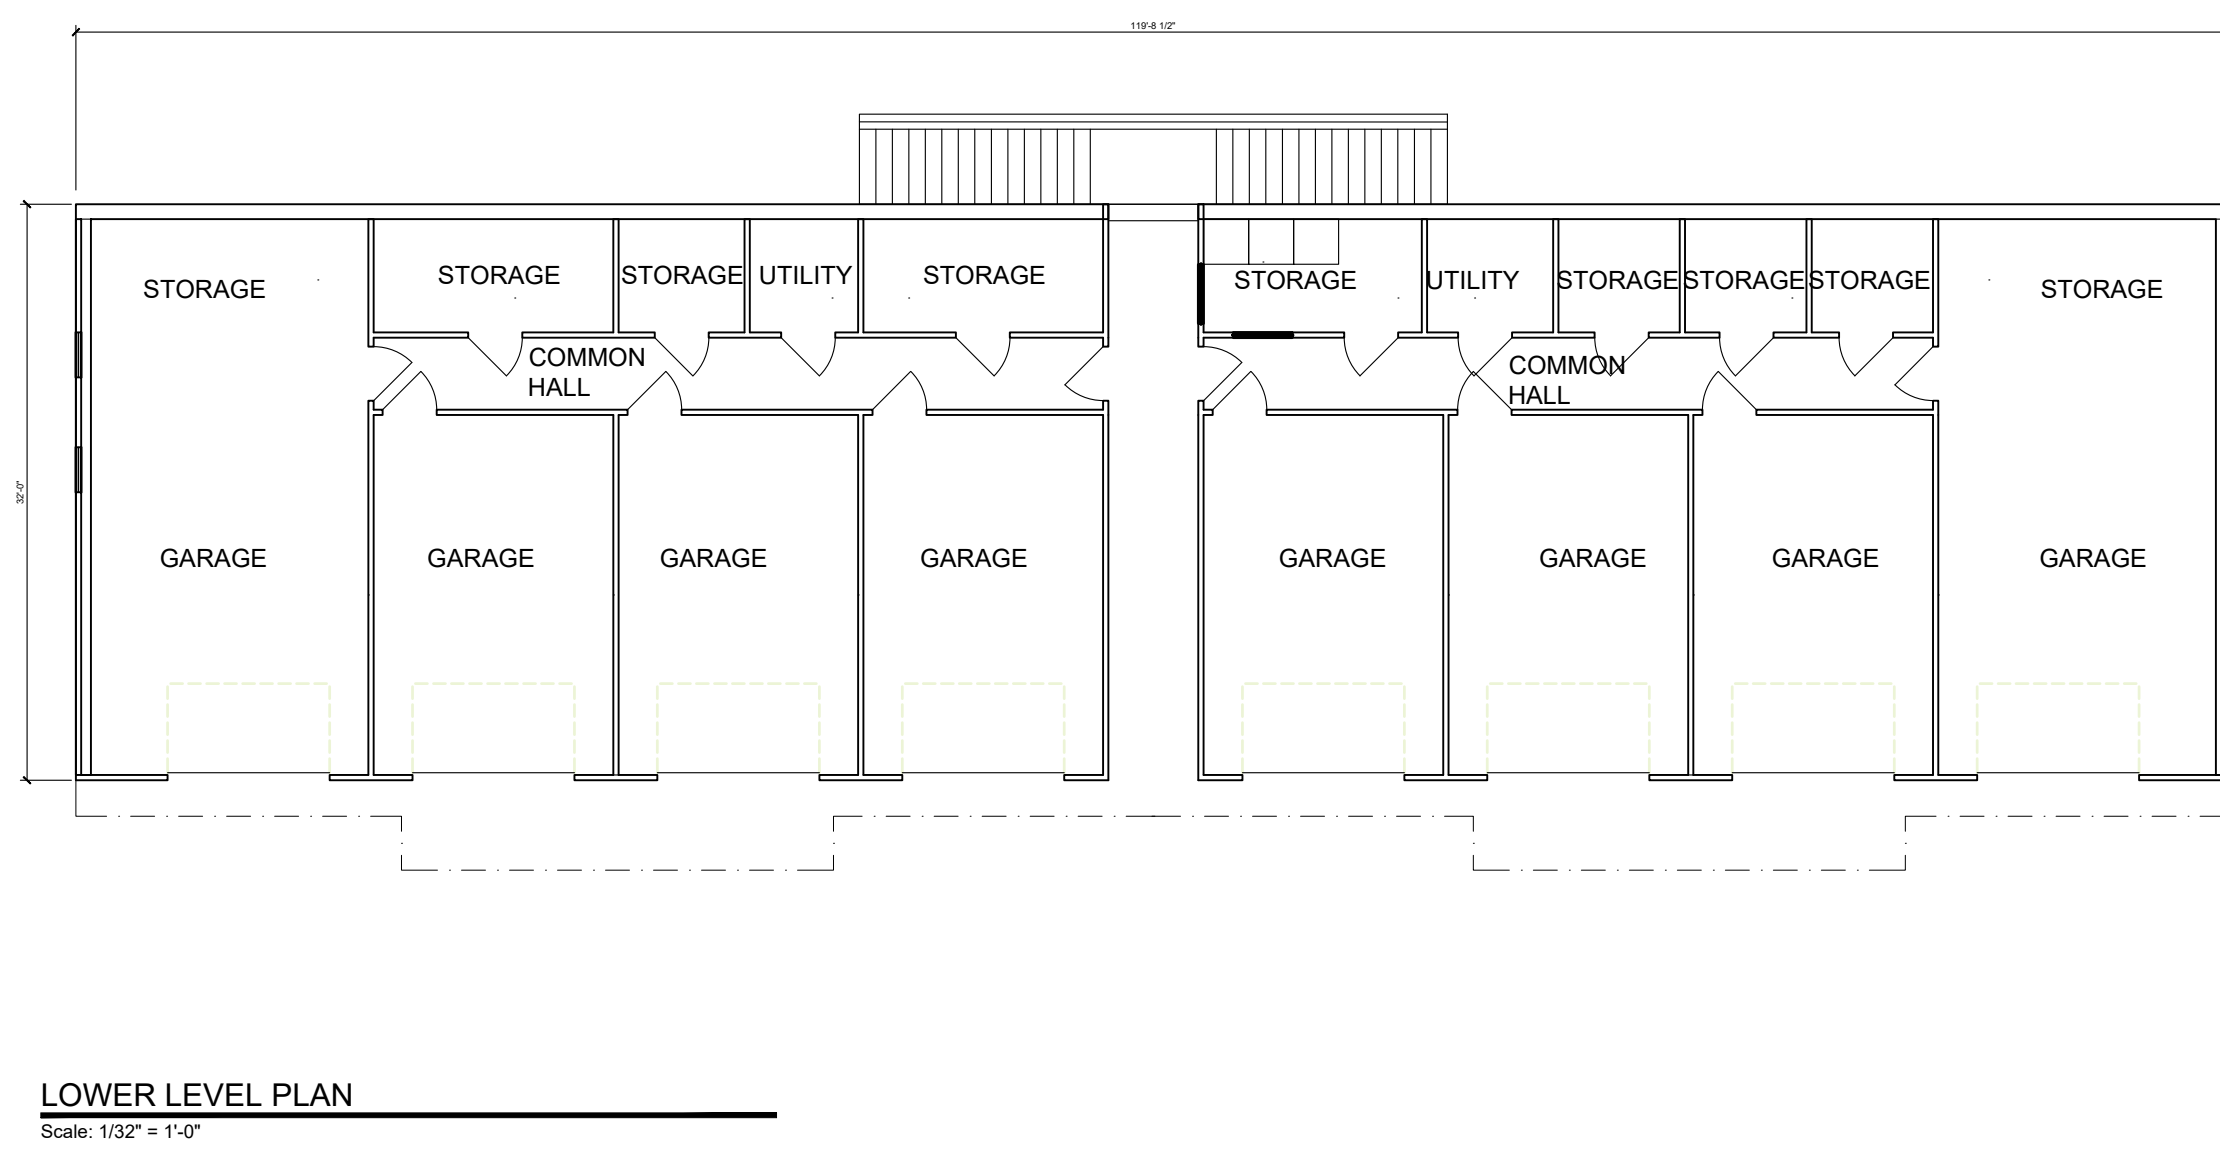 119'-8 1/2"
STORAGE
STORAGE
STORAGE
UTILITY
STORAGE
STORAGE
UTILITY
STORAGE
STORAGE
STORAGE
STORAGE
COMMON
HALL
COMMON
HALL
32'-0"
GARAGE
GARAGE
GARAGE
GARAGE
GARAGE
GARAGE
GARAGE
GARAGE
LOWER LEVEL PLAN
Scale: 1/32" = 1'-0"